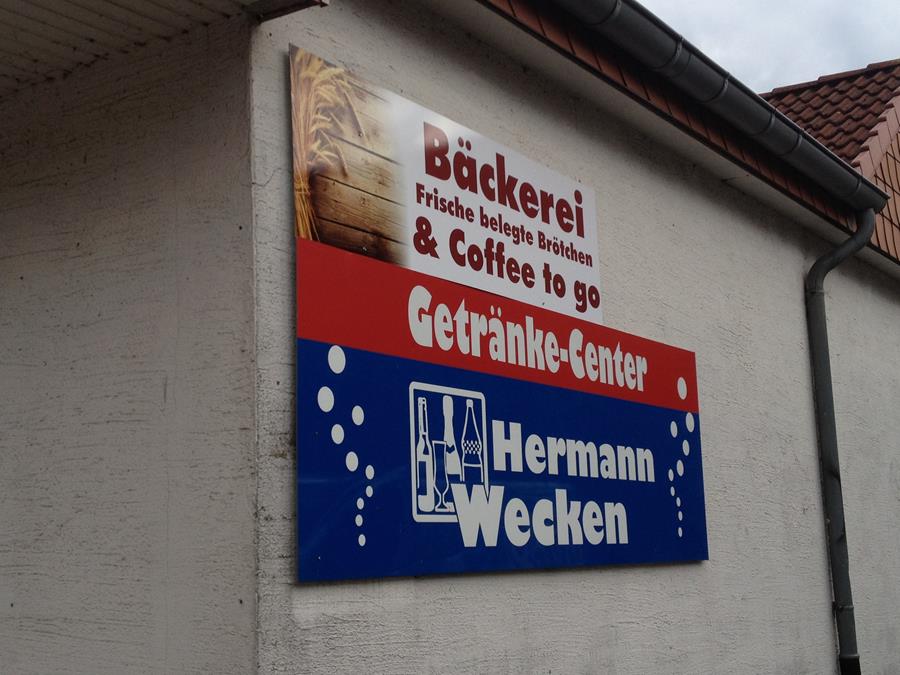 Bäckerei
Frische belegte Brötchen
& Coffee to go
Getränke-Center
Hermann
Wecken